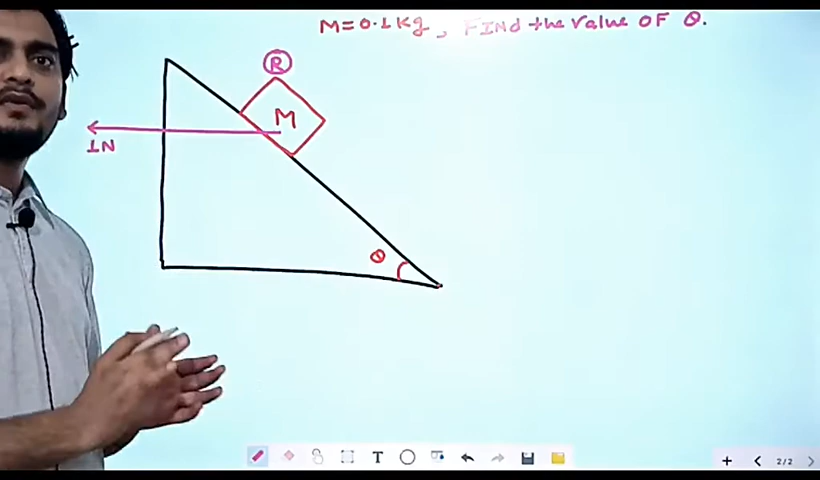 M=0.1Kg, FIND the value OF θ.
R
M
1N
θ
T
2/2